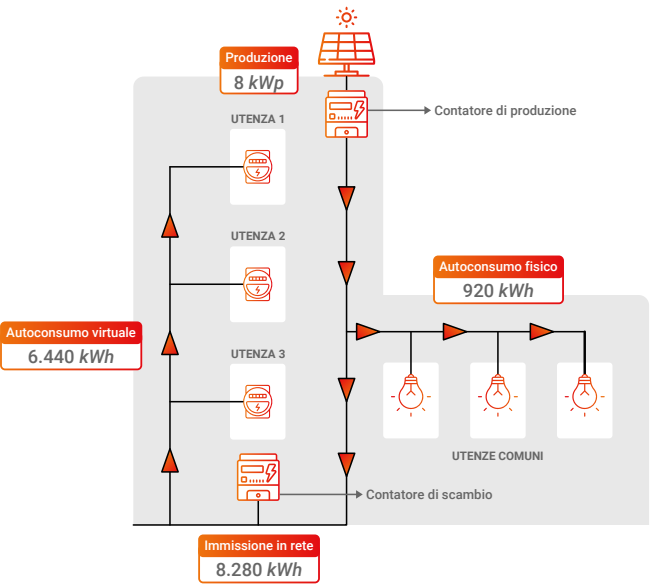 Produzione
8 kWp
Contatore di produzione
UTENZA 1
UTENZA 2
Autoconsumo fisico
920 kWh
Autoconsumo virtuale
6.440 kWh
UTENZA 3
UTENZE COMUNI
Contatore di scambio
Immissione in rete
8.280 kWh